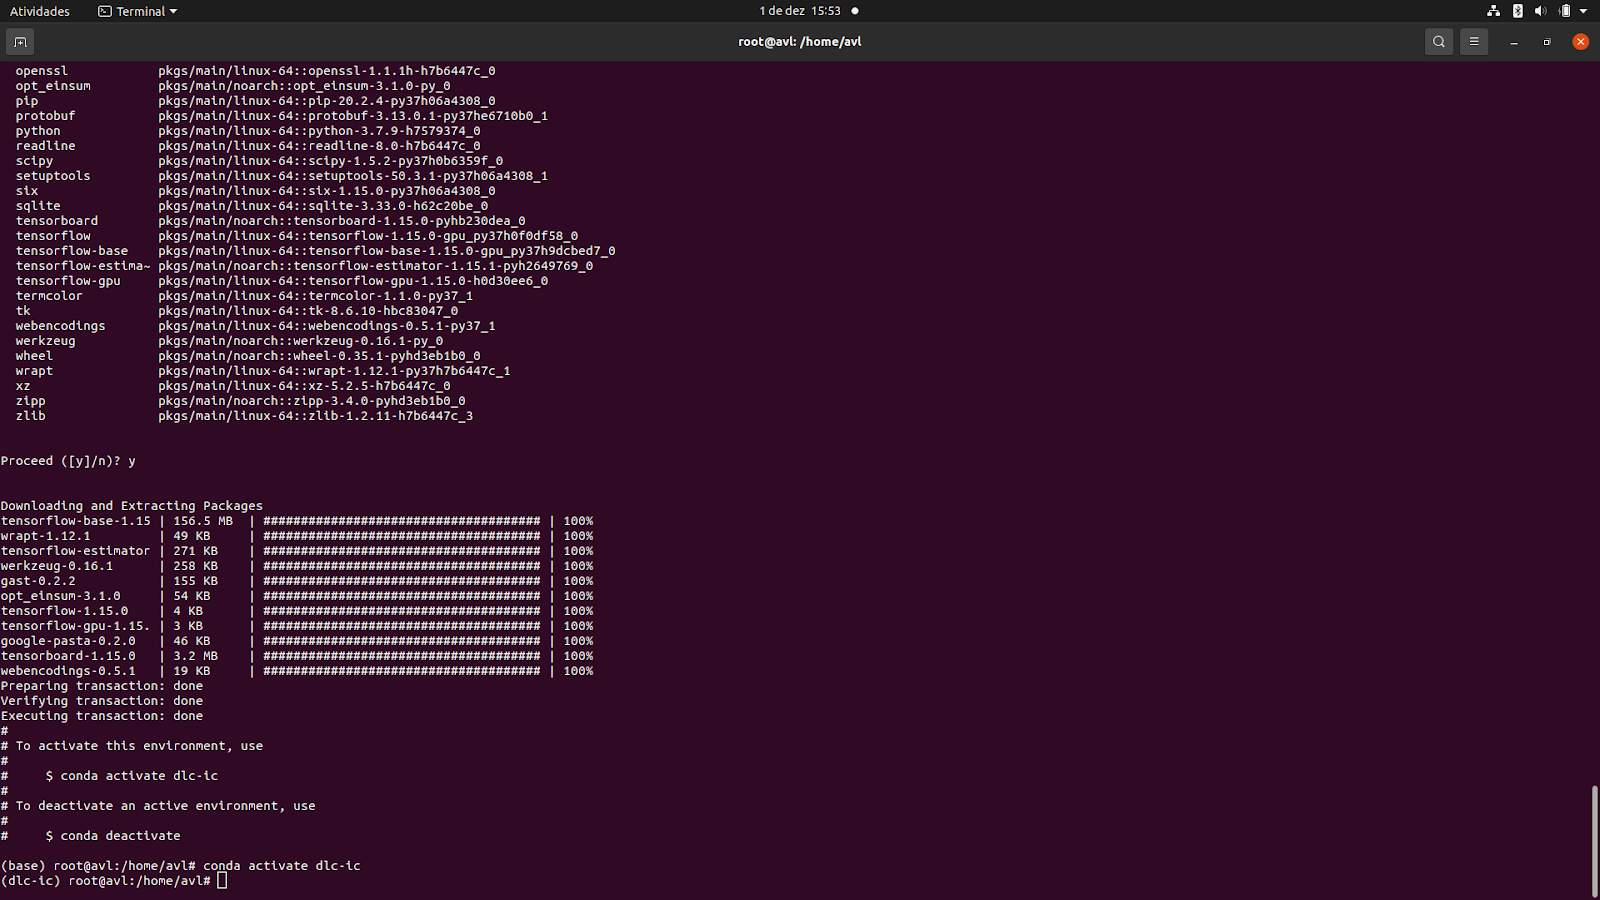 Atividades Terminal 1 de dez 15:53
root@avl: /home/avl
openssl pkgs/main/linux-64::openssl-1.1.1h-h7b6447c_0
opt_einsum pkgs/main/noarch::opt_einsum-3.1.0-py_0
pip pkgs/main/linux-64::pip-20.2.4-py37h06a4308_0
protobuf pkgs/main/linux-64::protobuf-3.13.0.1-py37he6710b0_1
python pkgs/main/linux-64::python-3.7.9-h7579374_0
readline pkgs/main/linux-64::readline-8.0-h7b6447c_0
scipy pkgs/main/linux-64::scipy-1.5.2-py37h0b6359f_0
setuptools pkgs/main/linux-64::setuptools-50.3.1-py37h06a4308_1
six pkgs/main/linux-64::six-1.15.0-py37h06a4308_0
sqlite pkgs/main/linux-64::sqlite-3.33.0-h62c20be_0
tensorboard pkgs/main/noarch::tensorboard-1.15.0-pyhb230dea_0
tensorflow pkgs/main/linux-64::tensorflow-1.15.0-gpu_py37h0f0df58_0
tensorflow-base pkgs/main/linux-64::tensorflow-base-1.15.0-gpu_py37h9dcbed7_0
tensorflow-estima~ pkgs/main/noarch::tensorflow-estimator-1.15.1-pyh2649769_0
tensorflow-gpu pkgs/main/linux-64::tensorflow-gpu-1.15.0-h0d30ee6_0
termcolor pkgs/main/linux-64::termcolor-1.1.0-py37_1
tk pkgs/main/linux-64::tk-8.6.10-hbc83047_0
webencodings pkgs/main/linux-64::webencodings-0.5.1-py37_1
werkzeug pkgs/main/noarch::werkzeug-0.16.1-py_0
wheel pkgs/main/noarch::wheel-0.35.1-pyhd3eb1b0_0
wrapt pkgs/main/linux-64::wrapt-1.12.1-py37h7b6447c_1
xz pkgs/main/linux-64::xz-5.2.5-h7b6447c_0
zipp pkgs/main/noarch::zipp-3.4.0-pyhd3eb1b0_0
zlib pkgs/main/linux-64::zlib-1.2.11-h7b6447c_3
Proceed ([y]/n)? y
Downloading and Extracting Packages
tensorflow-base-1.15 | 156.5 MB | ##################################### | 100%
wrapt-1.12.1 | 49 KB | ##################################### | 100%
tensorflow-estimator | 271 KB | ##################################### | 100%
werkzeug-0.16.1 | 258 KB | ##################################### | 100%
gast-0.2.2 | 155 KB | ##################################### | 100%
opt_einsum-3.1.0 | 54 KB | ##################################### | 100%
tensorflow-1.15.0 | 4 KB | ##################################### | 100%
tensorflow-gpu-1.15. | 3 KB | ##################################### | 100%
google-pasta-0.2.0 | 46 KB | ##################################### | 100%
tensorboard-1.15.0 | 3.2 MB | ##################################### | 100%
webencodings-0.5.1 | 19 KB | ##################################### | 100%
Preparing transaction: done
Verifying transaction: done
Executing transaction: done
#
# To activate this environment, use
#
# $ conda activate dlc-ic
#
# To deactivate an active environment, use
#
# $ conda deactivate
(base) root@avl:/home/avl# conda activate dlc-ic
(dlc-ic) root@avl:/home/avl#